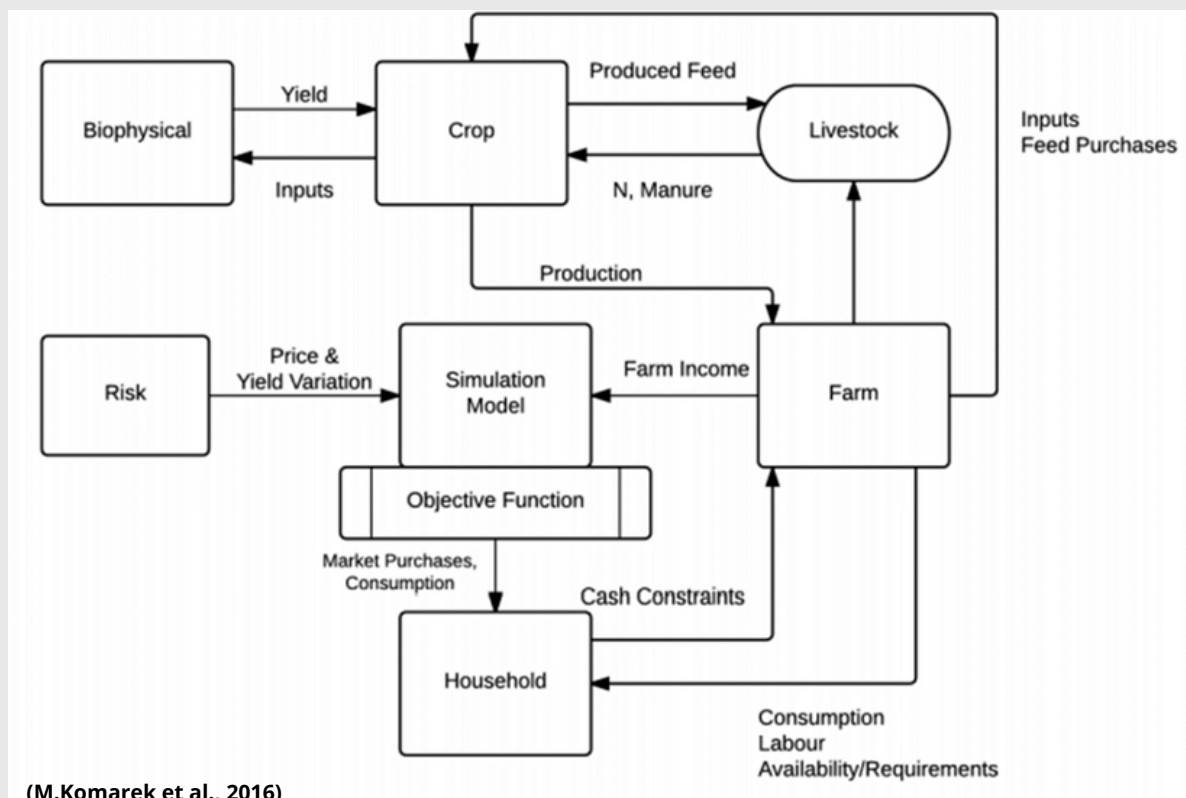 Biophysical
Yield
Inputs
Crop
Produced Feed
N, Manure
Livestock
Inputs
Feed Purchases
Production
Risk
Price &
Yield Variation
Simulation
Model
Farm Income
Farm
Objective Function
Market Purchases,
Consumption
Cash Constraints
Household
Consumption
Labour
Availability/Requirements
(M.Komarek et al., 2016)